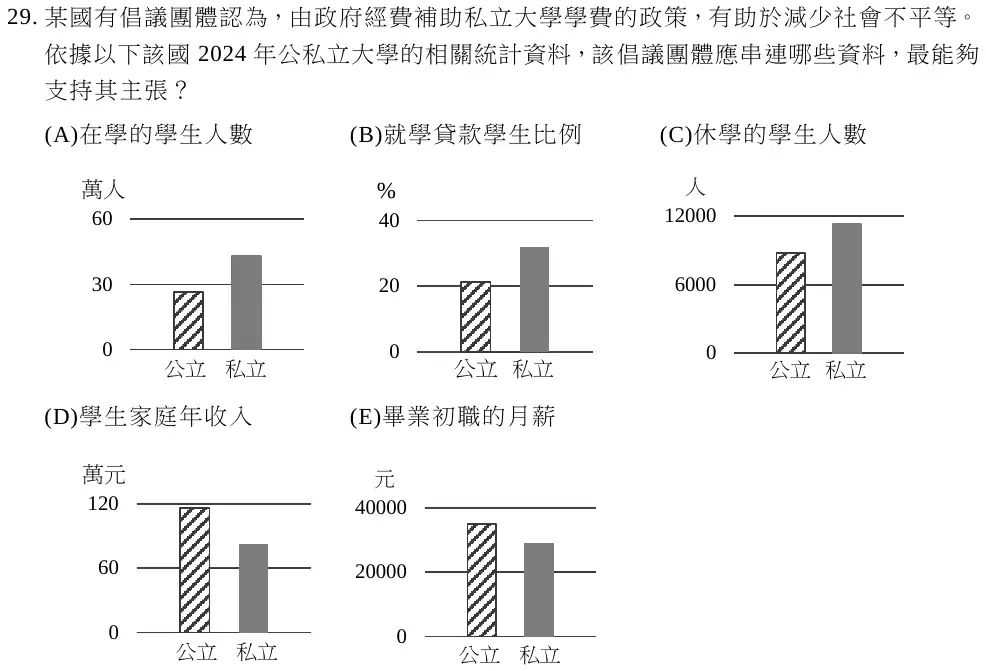 29. 某國有倡議團體認為，由政府經費補助私立大學學費的政策，有助於減少社會不平等。
依據以下該國 2024 年公私立大學的相關統計資料，該倡議團體應串連哪些資料，最能夠
支持其主張？
(A)在學的學生人數
萬人
60
30
0
公立 私立
(B)就學貸款學生比例
%
40
20
0
公立 私立
(C)休學的學生人數
人
12000
6000
0
公立 私立
(D)學生家庭年收入
萬元
120
60
0
公立 私立
(E)畢業初職的月薪
元
40000
20000
0
公立 私立